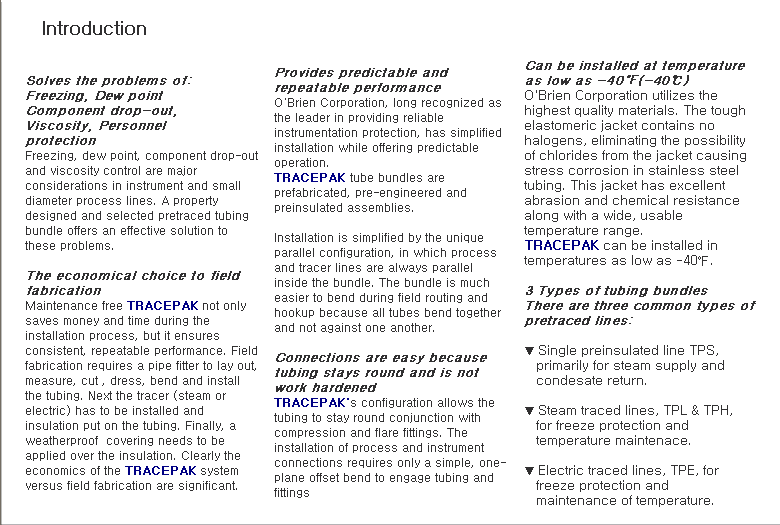 Introduction
Solves the problems of:
Freezing, Dew point
Component drop-out,
Viscosity, Personnel
protection
Freezing, dew point, component drop-out
and viscosity control are major
considerations in instrument and small
diameter process lines. A property
designed and selected pretraced tubing
bundle offers an effective solution to
these problems.
The economical choice to field
fabrication
Maintenance free TRACEPAK not only
saves money and time during the
installation process, but it ensures
consistent, repeatable performance. Field
fabrication requires a pipe fitter to lay out,
measure, cut , dress, bend and install
the tubing. Next the tracer (steam or
electric) has to be installed and
insulation put on the tubing. Finally, a
weatherproof  covering needs to be
applied over the insulation. Clearly the
economics of the TRACEPAK system
versus field fabrication are significant.
Provides predictable and
repeatable performance
O'Brien Corporation, long recognized as
the leader in providing reliable
instrumentation protection, has simplified
installation while offering predictable
operation.
TRACEPAK tube bundles are
prefabricated, pre-engineered and
preinsulated assemblies.
Installation is simplified by the unique
parallel configuration, in which process
and tracer lines are always parallel
inside the bundle. The bundle is much
easier to bend during field routing and
hookup because all tubes bend together
and not against one another.
Connections are easy because
tubing stays round and is not
work hardened
TRACEPAK's configuration allows the
tubing to stay round conjunction with
compression and flare fittings. The
installation of process and instrument
connections requires only a simple, one-
plane offset bend to engage tubing and
fittings
Can be installed at temperature
as low as -40℉(-40℃)
O'Brien Corporation utilizes the
highest quality materials. The tough
elastomeric jacket contains no
halogens, eliminating the possibility
of chlorides from the jacket causing
stress corrosion in stainless steel
tubing. This jacket has excellent
abrasion and chemical resistance
along with a wide, usable
temperature range.
TRACEPAK can be installed in
temperatures as low as -40℉.
3 Types of tubing bundles
There are three common types of
pretraced lines:
▼ Single preinsulated line TPS,
primarily for steam supply and
condesate return.
▼ Steam traced lines, TPL & TPH,
for freeze protection and
temperature maintenace.
▼ Electric traced lines, TPE, for
freeze protection and
maintenance of temperature.